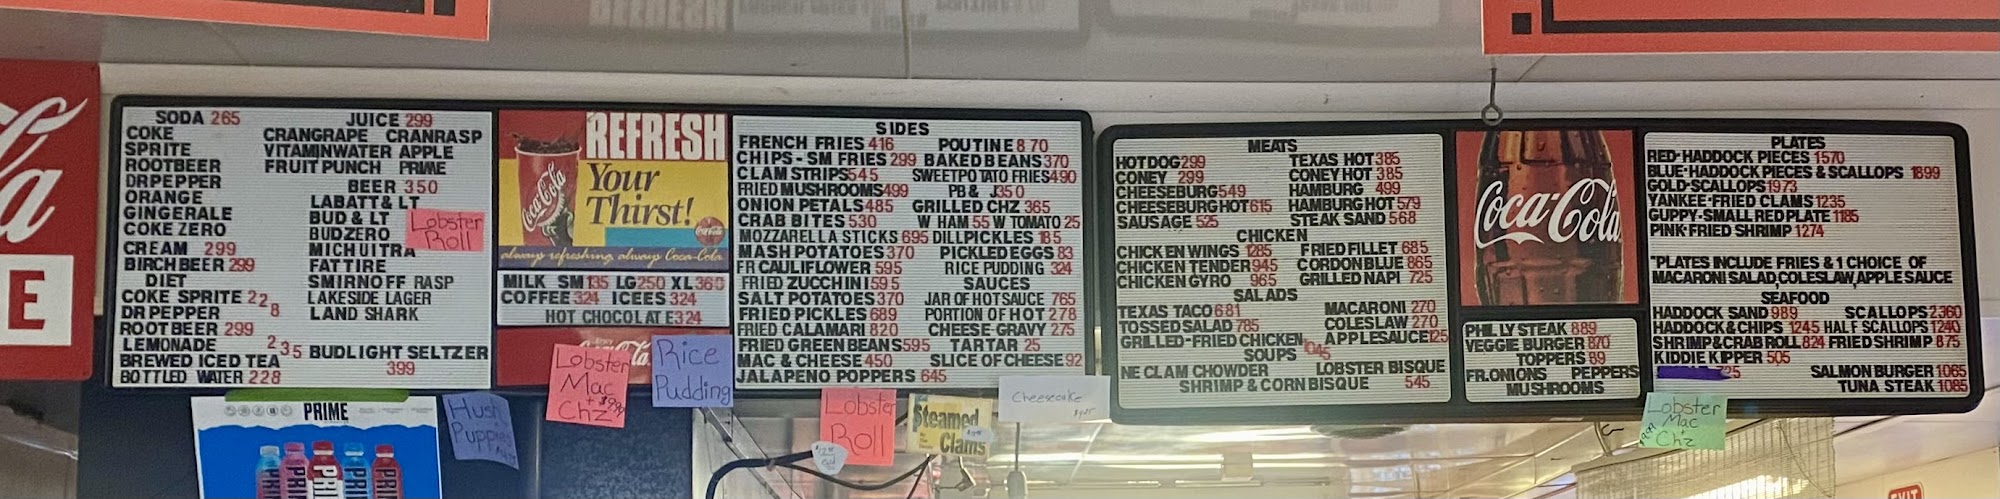 SODA 265 JUICE 299
COKE CRANGRAPE CRANRASP
SPRITE VITAMINWATER APPLE
ROOTBEER FRUIT PUNCH PRIME
DRPEPPER BEER 350
ORANGE LABATT & LT
GINGERALE BUD & LT
COKE ZERO BUDZERO
CREAM 299 MICHUITRA
BIRCHBEER 299 FAT TIRE
DIET SMIRNOFF RASP
COKE SPRITE 228 LAKESIDE LAGER
DR PEPPER LAND SHARK
ROOT BEER 299
LEMONADE 235 BUDLIGHT SELTZER
BREWED ICED TEA 399
BOTTLED WATER 228
Lobster
Roll
REFRESH
Your
Thirst!
Coca-Cola
always refreshing, always Coca-Cola
MILK SM 135 LG 250 XL 360
COFFEE 324 ICEES 324
HOT CHOCOLATE 324
SIDES
FRENCH FRIES 416 POUTINE 8 70
CHIPS - SM FRIES 299 BAKED BEANS 370
CLAM STRIPS 545 SWEETPOTATO FRIES 490
FRIED MUSHROOMS 499 PB & J 350
ONION PETALS 485 GRILLED CHZ 365
CRAB BITES 530 W HAM 55 W TOMATO 25
MOZZARELLA STICKS 695 DILLPICKLES 185
MASH POTATOES 370 PICKLED EGGS 83
FR CAULIFLOWER 595 RICE PUDDING 324
FRIED ZUCCHINI 595 SAUCES
SALT POTATOES 370 JAR OF HOT SAUCE 765
FRIED PICKLES 689 PORTION OF HOT 278
FRIED CALAMARI 820 CHEESE-GRAVY 275
FRIED GREEN BEANS 595 TARTAR 25
MAC & CHEESE 450 SLICE OF CHEESE 92
JALAPENO POPPERS 645
MEATS
HOTDOG 299 TEXAS HOT 385
CONEY 299 CONEY HOT 385
CHEESEBURG 549 HAMBURG 499
CHEESEBURGHOT 615 HAMBURG HOT 579
SAUSAGE 525 STEAK SAND 568
CHICKEN
CHICKEN WINGS 1285 FRIED FILLET 685
CHICKEN TENDER 945 CORDON BLUE 865
CHICKEN GYRO 965 GRILLED NAPI 725
SALADS
TEXAS TACO 681 MACARONI 270
TOSSED SALAD 785 COLESLAW 270
GRILLED-FRIED CHICKEN 1045 APPLESAUCE 125
SOUPS
NE CLAM CHOWDER LOBSTER BISQUE
SHRIMP & CORN BISQUE 545
Coca-Cola
PHILLY STEAK 889
VEGGIE BURGER 870
TOPPERS 89
FR.ONIONS PEPPERS
MUSHROOMS
PLATES
RED-HADDOCK PIECES 1570
BLUE-HADDOCK PIECES & SCALLOPS 1899
GOLD-SCALLOPS 1973
YANKEE-FRIED CLAMS 1235
GUPPY-SMALL RED PLATE 1185
PINK-FRIED SHRIMP 1274
"PLATES INCLUDE FRIES & 1 CHOICE OF
MACARONI SALAD, COLESLAW, APPLE SAUCE
SEAFOOD
HADDOCK SAND 989 SCALLOPS 2360
HADDOCK & CHIPS 1245 HALF SCALLOPS 1240
SHRIMP & CRAB ROLL 824 FRIED SHRIMP 875
KIDDIE KIPPER 505
25 SALMON BURGER 1065
TUNA STEAK 1085
PRIME
Hush
Puppies
Lobster
Mac
+
Chz
$9.99
Rice
Pudding
Lobster
Roll
Steamed
Clams
Cheesecake
Lobster
Mac
+
Chz
EXIT